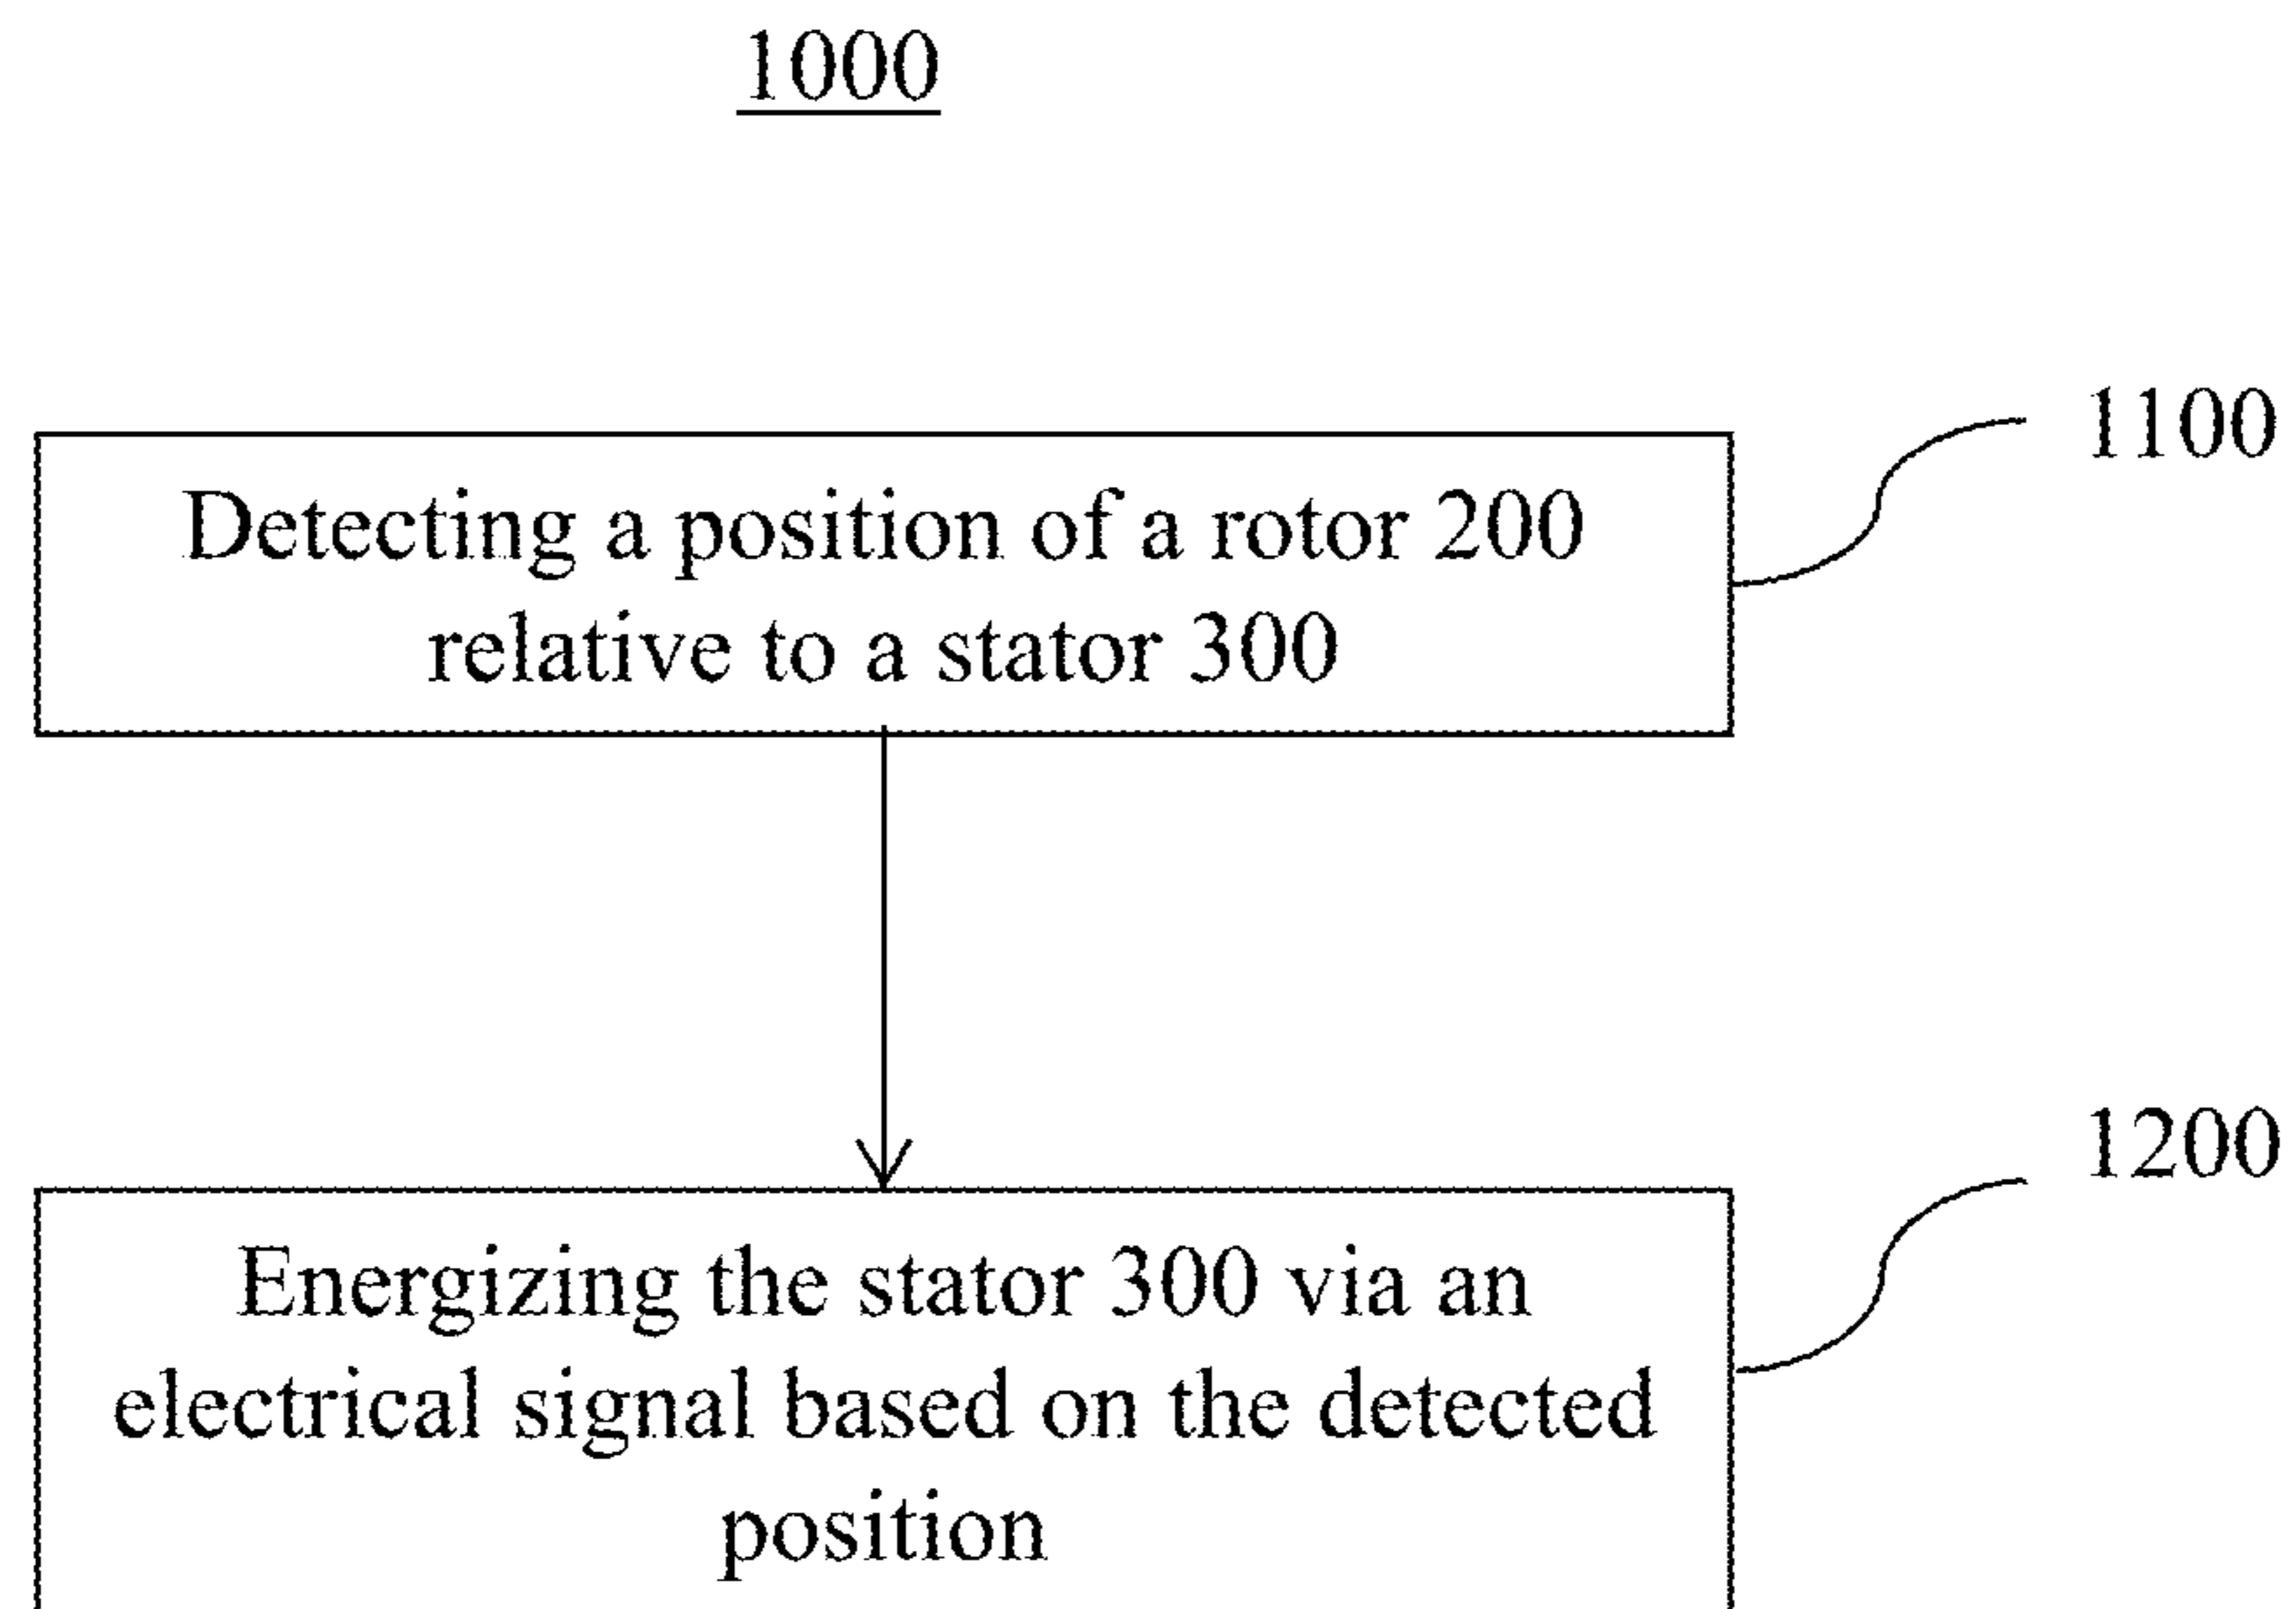 1000
1100
Detecting a position of a rotor 200
relative to a stator 300
1200
Energizing the stator 300 via an
electrical signal based on the detected
position